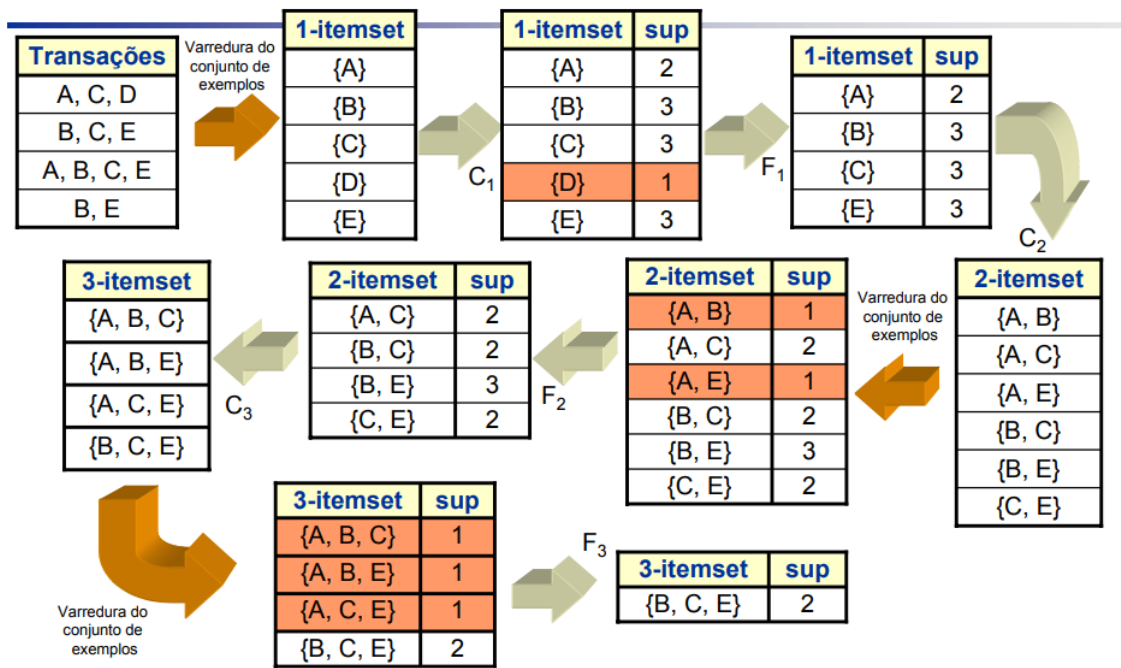 Transações
A, C, D
B, C, E
A, B, C, E
B, E
Varredura do
conjunto de
exemplos
1-itemset
{A}
{B}
{C}
{D}
{E}
C1
1-itemset sup
{A} 2
{B} 3
{C} 3
{D} 1
{E} 3
F1
1-itemset sup
{A} 2
{B} 3
{C} 3
{E} 3
C2
2-itemset
{A, B}
{A, C}
{A, E}
{B, C}
{B, E}
{C, E}
Varredura do
conjunto de
exemplos
2-itemset sup
{A, B} 1
{A, C} 2
{A, E} 1
{B, C} 2
{B, E} 3
{C, E} 2
F2
2-itemset sup
{A, C} 2
{B, C} 2
{B, E} 3
{C, E} 2
C3
3-itemset
{A, B, C}
{A, B, E}
{A, C, E}
{B, C, E}
Varredura do
conjunto de
exemplos
3-itemset sup
{A, B, C} 1
{A, B, E} 1
{A, C, E} 1
{B, C, E} 2
F3
3-itemset sup
{B, C, E} 2